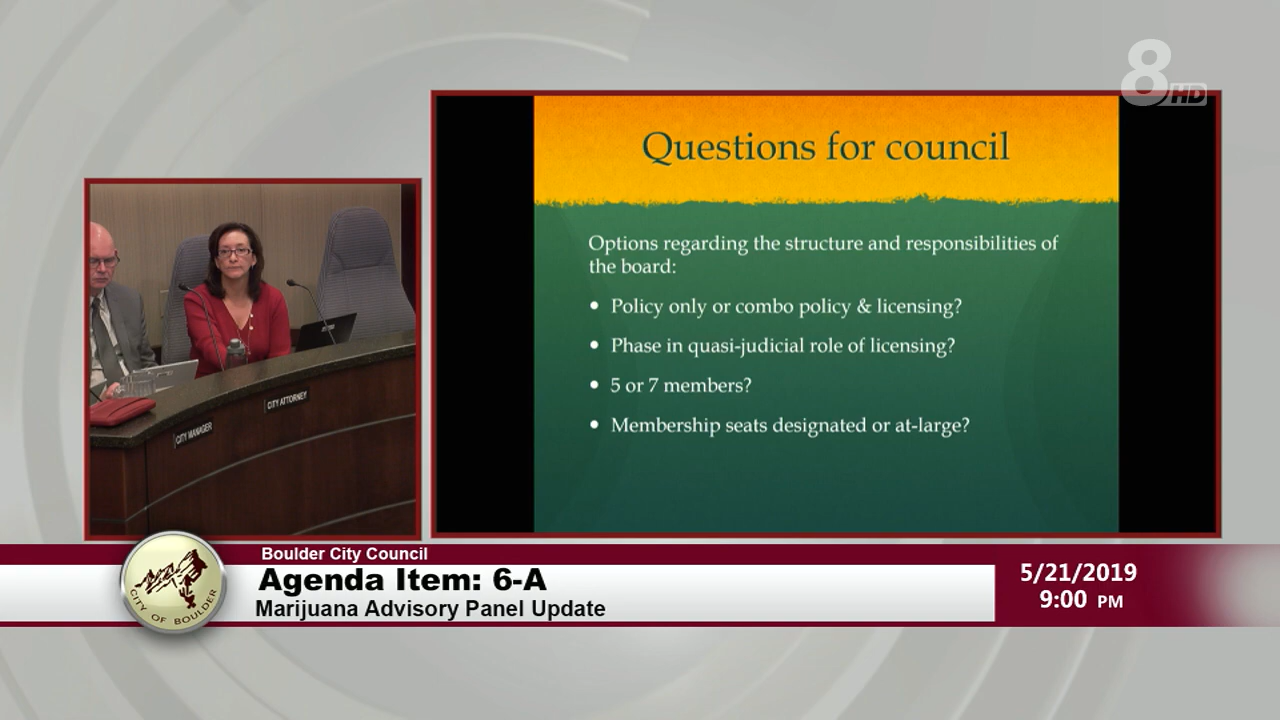 8
HD
Questions for council
Options regarding the structure and responsibilities of
the board:
• Policy only or combo policy & licensing?
• Phase in quasi-judicial role of licensing?
• 5 or 7 members?
• Membership seats designated or at-large?
CITY MANAGER
CITY ATTORNEY
Boulder City Council
Agenda Item: 6-A
Marijuana Advisory Panel Update
5/21/2019
9:00 PM
CITY OF BOULDER